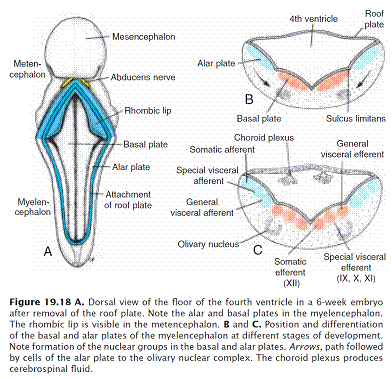 Mesencephalon
Meten-
cephalon
Abducens nerve
Rhombic lip
Basal plate
Alar plate
Attachment
of roof plate
Myelen-
cephalon
A
4th ventricle
Roof
plate
Alar plate
Basal plate
Sulcus limitans
B
Choroid plexus
Somatic afferent
General
visceral efferent
Special visceral
afferent
General
visceral afferent
Olivary nucleus
C
Somatic
efferent
(XII)
Special visceral
efferent
(IX, X, XI)
Figure 19.18 A. Dorsal view of the floor of the fourth ventricle in a 6-week embryo
after removal of the roof plate. Note the alar and basal plates in the myelencephalon.
The rhombic lip is visible in the metencephalon. B and C. Position and differentiation
of the basal and alar plates of the myelencephalon at different stages of development.
Note formation of the nuclear groups in the basal and alar plates. Arrows, path followed
by cells of the alar plate to the olivary nuclear complex. The choroid plexus produces
cerebrospinal fluid.